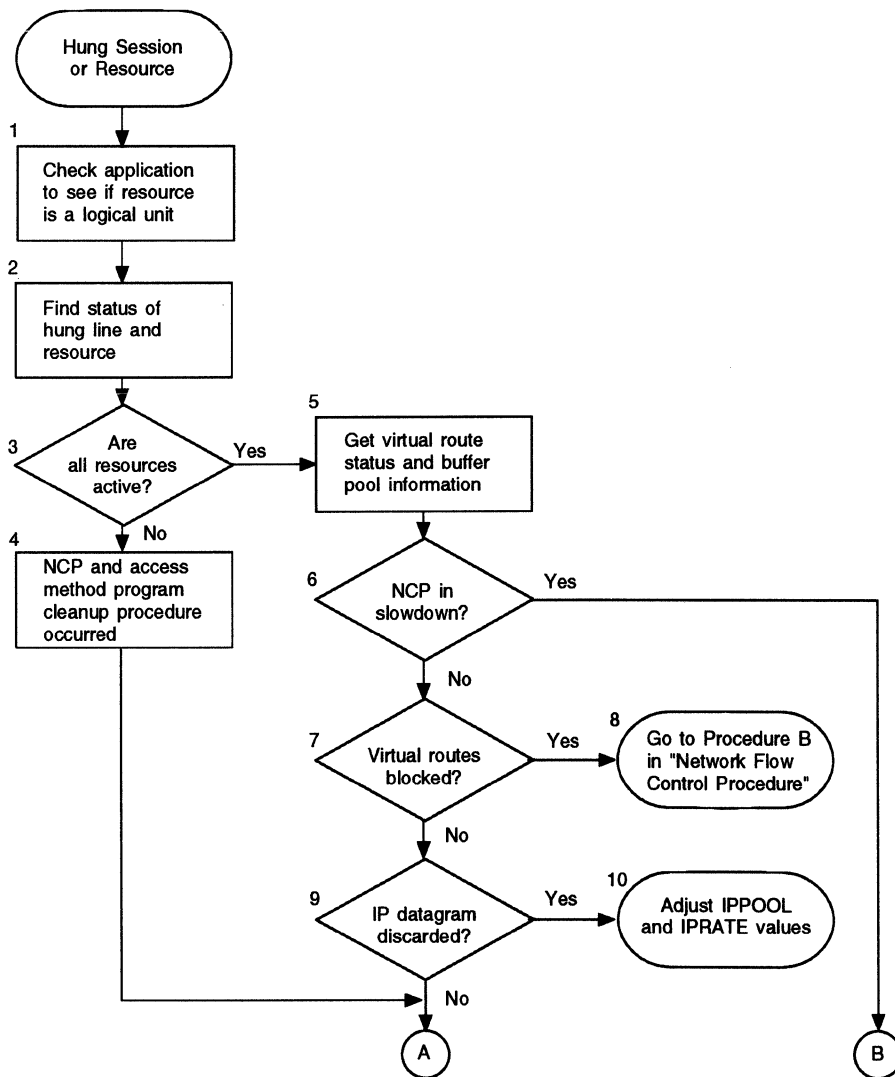 Hung Session
or Resource
1
Check application
to see if resource
is a logical unit
2
Find status of
hung line and
resource
3
Are
all resources
active?
Yes
No
4
NCP and access
method program
cleanup procedure
occurred
5
Get virtual route
status and buffer
pool information
6
NCP in
slowdown?
Yes
No
7
Virtual routes
blocked?
Yes
No
8
Go to Procedure B
in "Network Flow
Control Procedure"
9
IP datagram
discarded?
Yes
No
10
Adjust IPPOOL
and IPRATE values
A
B